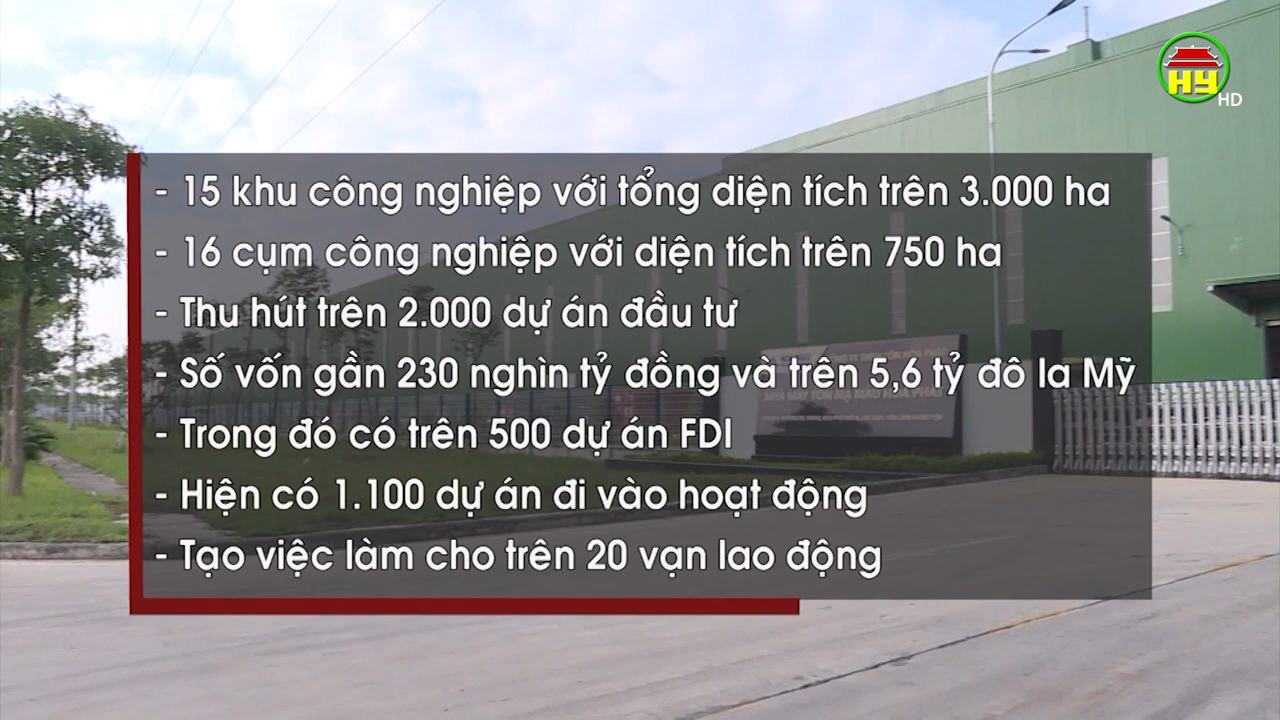 HY
HD
- 15 khu công nghiệp với tổng diện tích trên 3.000 ha
- 16 cụm công nghiệp với diện tích trên 750 ha
- Thu hút trên 2.000 dự án đầu tư
- Số vốn gần 230 nghìn tỷ đồng và trên 5,6 tỷ đô la Mỹ
- Trong đó có trên 500 dự án FDI
- Hiện có 1.100 dự án đi vào hoạt động
- Tạo việc làm cho trên 20 vạn lao động